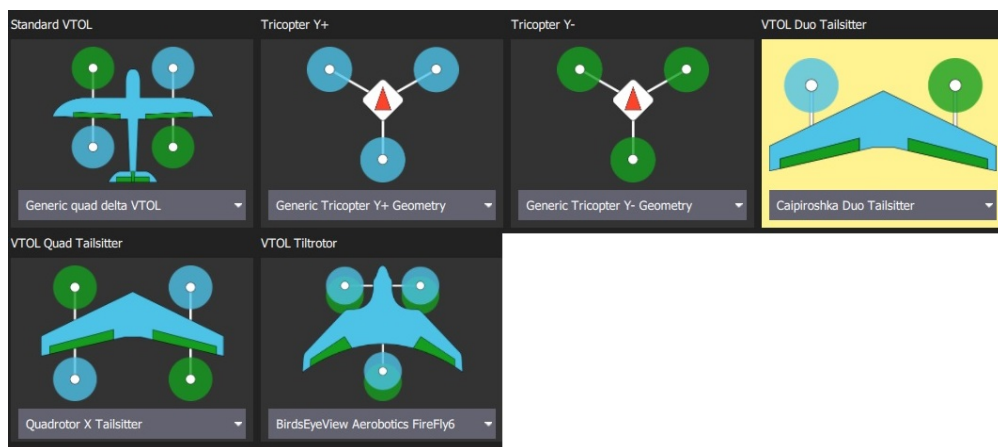 Standard VTOL
Tricopter Y+
Tricopter Y-
VTOL Duo Tailsitter
Generic quad delta VTOL
Generic Tricopter Y+ Geometry
Generic Tricopter Y- Geometry
Caipiroshka Duo Tailsitter
VTOL Quad Tailsitter
VTOL Tiltrotor
Quadrotor X Tailsitter
BirdsEyeView Aerobotics FireFly6